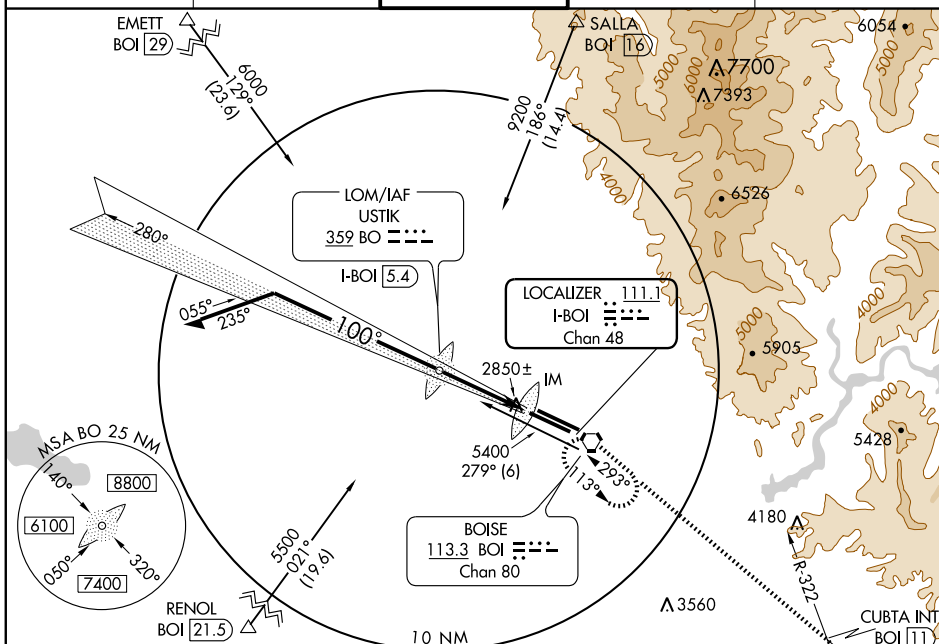 EMETT
BOI 29
6000
129°
(23.6)
SALLA
BOI 16
9200
186°
(14.4)
6054
5000
5000
6000
7700
7393
4000
6526
LOM/IAF
USTIK
359 BO
I-BOI 5.4
280°
055°
235°
100°
LOCALIZER 111.1
I-BOI
Chan 48
5000
4000
5905
2850±
IM
5400
279° (6)
293°
113°
4000
5428
MSA BO 25 NM
140°
8800
6100
050°
320°
7400
BOISE
113.3 BOI
Chan 80
4180
R-322
5500
021°
(19.6)
RENOL
BOI 21.5
10 NM
3560
CUBTA INT
BOI 11